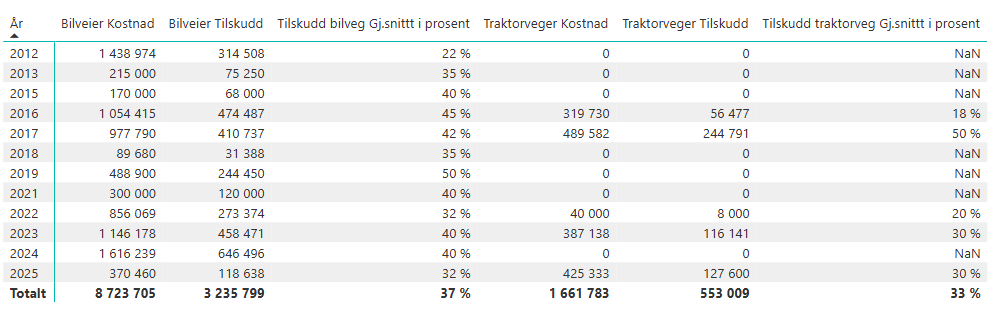 År Bilveier Kostnad Bilveier Tilskudd Tilskudd bilveg Gj.snittt i prosent Traktorveger Kostnad Traktorveger Tilskudd Tilskudd traktorveg Gj.snittt i prosent
2012 1 438 974 314 508 22 % 0 0 NaN
2013 215 000 75 250 35 % 0 0 NaN
2015 170 000 68 000 40 % 0 0 NaN
2016 1 054 415 474 487 45 % 319 730 56 477 18 %
2017 977 790 410 737 42 % 489 582 244 791 50 %
2018 89 680 31 388 35 % 0 0 NaN
2019 488 900 244 450 50 % 0 0 NaN
2021 300 000 120 000 40 % 0 0 NaN
2022 856 069 273 374 32 % 40 000 8 000 20 %
2023 1 146 178 458 471 40 % 387 138 116 141 30 %
2024 1 616 239 646 496 40 % 0 0 NaN
2025 370 460 118 638 32 % 425 333 127 600 30 %
Totalt 8 723 705 3 235 799 37 % 1 661 783 553 009 33 %